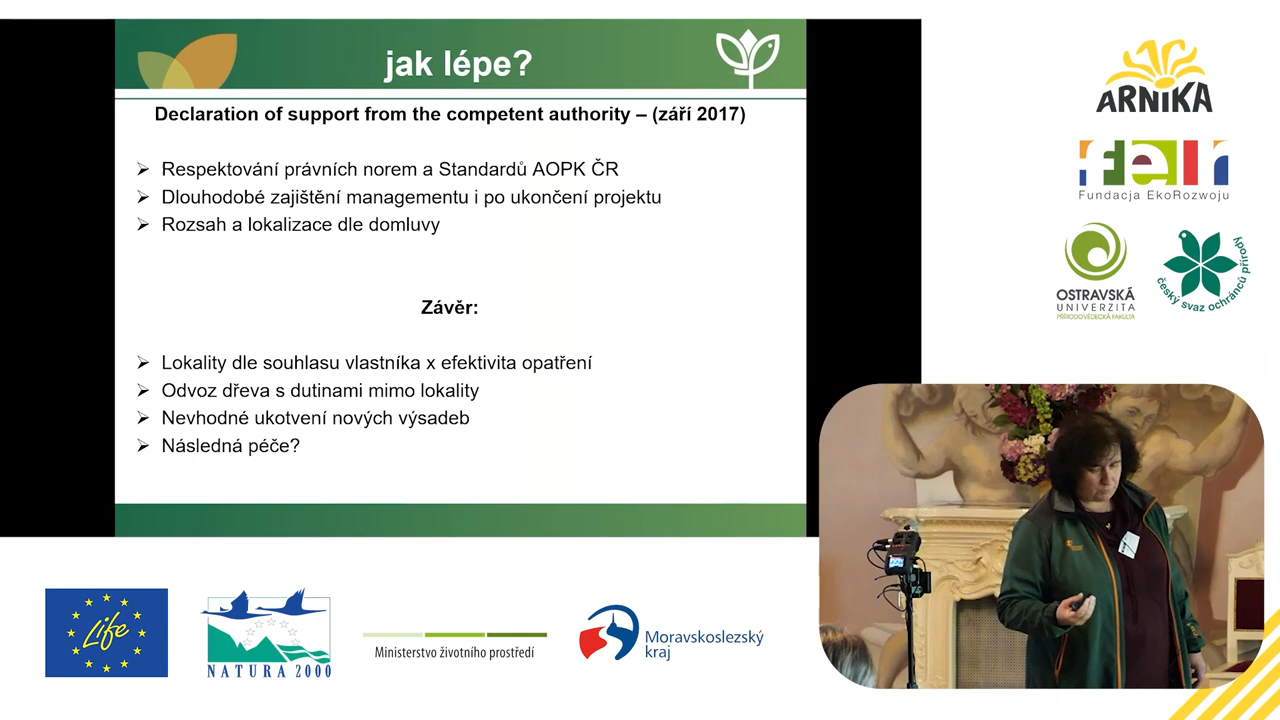 jak lépe?
Declaration of support from the competent authority – (září 2017)
Respektování právních norem a Standardů AOPK ČR
Dlouhodobé zajištění managementu i po ukončení projektu
Rozsah a lokalizace dle domluvy
Závěr:
Lokality dle souhlasu vlastníka x efektivita opatření
Odvoz dřeva s dutinami mimo lokality
Nevhodné ukotvení nových výsadeb
Následná péče?
ARNIKA
feer
Fundacja EkoRozwoju
OSTRAVSKÁ
UNIVERZITA
PŘÍRODOVĚDECKÁ FAKULTA
český svaz ochránců přírody
Life
NATURA 2000
Ministerstvo životního prostředí
Moravskoslezský
kraj